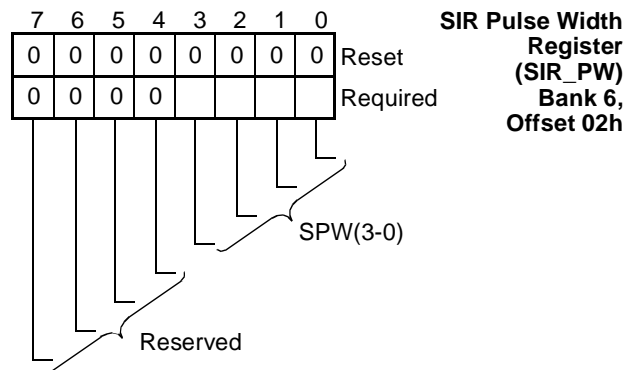 7 6 5 4 3 2 1 0
SIR Pulse Width
Register
(SIR_PW)
Bank 6,
Offset 02h
0 0 0 0 0 0 0 0 Reset
0 0 0 0 Required
SPW(3-0)
Reserved